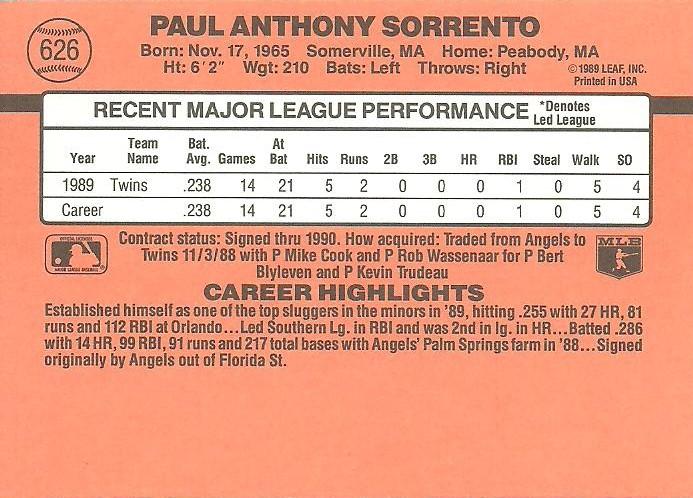 626
PAUL ANTHONY SORRENTO
Born: Nov. 17, 1965 Somerville, MA Home: Peabody, MA
Ht: 6'2" Wgt: 210 Bats: Left Throws: Right
©1989 LEAF, INC.
Printed in USA
RECENT MAJOR LEAGUE PERFORMANCE *Denotes
Led League
Year Team Name Bat. Avg. Games At Bat Hits Runs 2B 3B HR RBI Steal Walk SO
1989 Twins .238 14 21 5 2 0 0 0 1 0 5 4
Career .238 14 21 5 2 0 0 0 1 0 5 4
OFFICIAL LICENSEE
MAJOR LEAGUE BASEBALL
Contract status: Signed thru 1990. How acquired: Traded from Angels to
Twins 11/3/88 with P Mike Cook and P Rob Wassenaar for P Bert
Blyleven and P Kevin Trudeau
MLB
CAREER HIGHLIGHTS
Established himself as one of the top sluggers in the minors in '89, hitting .255 with 27 HR, 81
runs and 112 RBI at Orlando...Led Southern Lg. in RBI and was 2nd in lg. in HR...Batted .286
with 14 HR, 99 RBI, 91 runs and 217 total bases with Angels' Palm Springs farm in '88...Signed
originally by Angels out of Florida St.